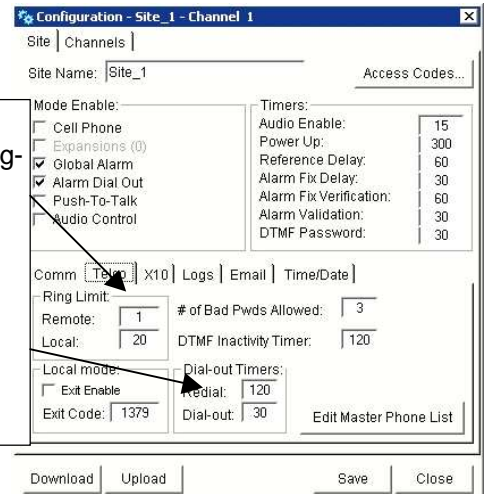 Configuration - Site_1 - Channel 1
Site Channels
Site Name: Site_1 Access Codes...
g-
Mode Enable:
Cell Phone
Expansions (0)
Global Alarm
Alarm Dial Out
Push-To-Talk
Audio Control
Timers:
Audio Enable: 15
Power Up: 300
Reference Delay: 60
Alarm Fix Delay: 30
Alarm Fix Verification: 60
Alarm Validation: 30
DTMF Password: 30
Comm Telco X10 Logs Email Time/Date
Ring Limit:
Remote: 1
Local: 20
# of Bad Pwds Allowed: 3
DTMF Inactivity Timer: 120
Local mode:
Exit Enable
Exit Code: 1379
Dial-out Timers:
Redial: 120
Dial-out: 30
Edit Master Phone List
Download Upload Save Close